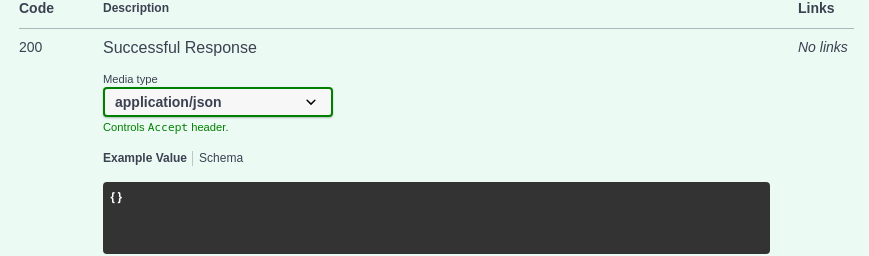 Code Description Links
200 Successful Response No links
Media type
application/json
Controls Accept header.
Example Value Schema
{}